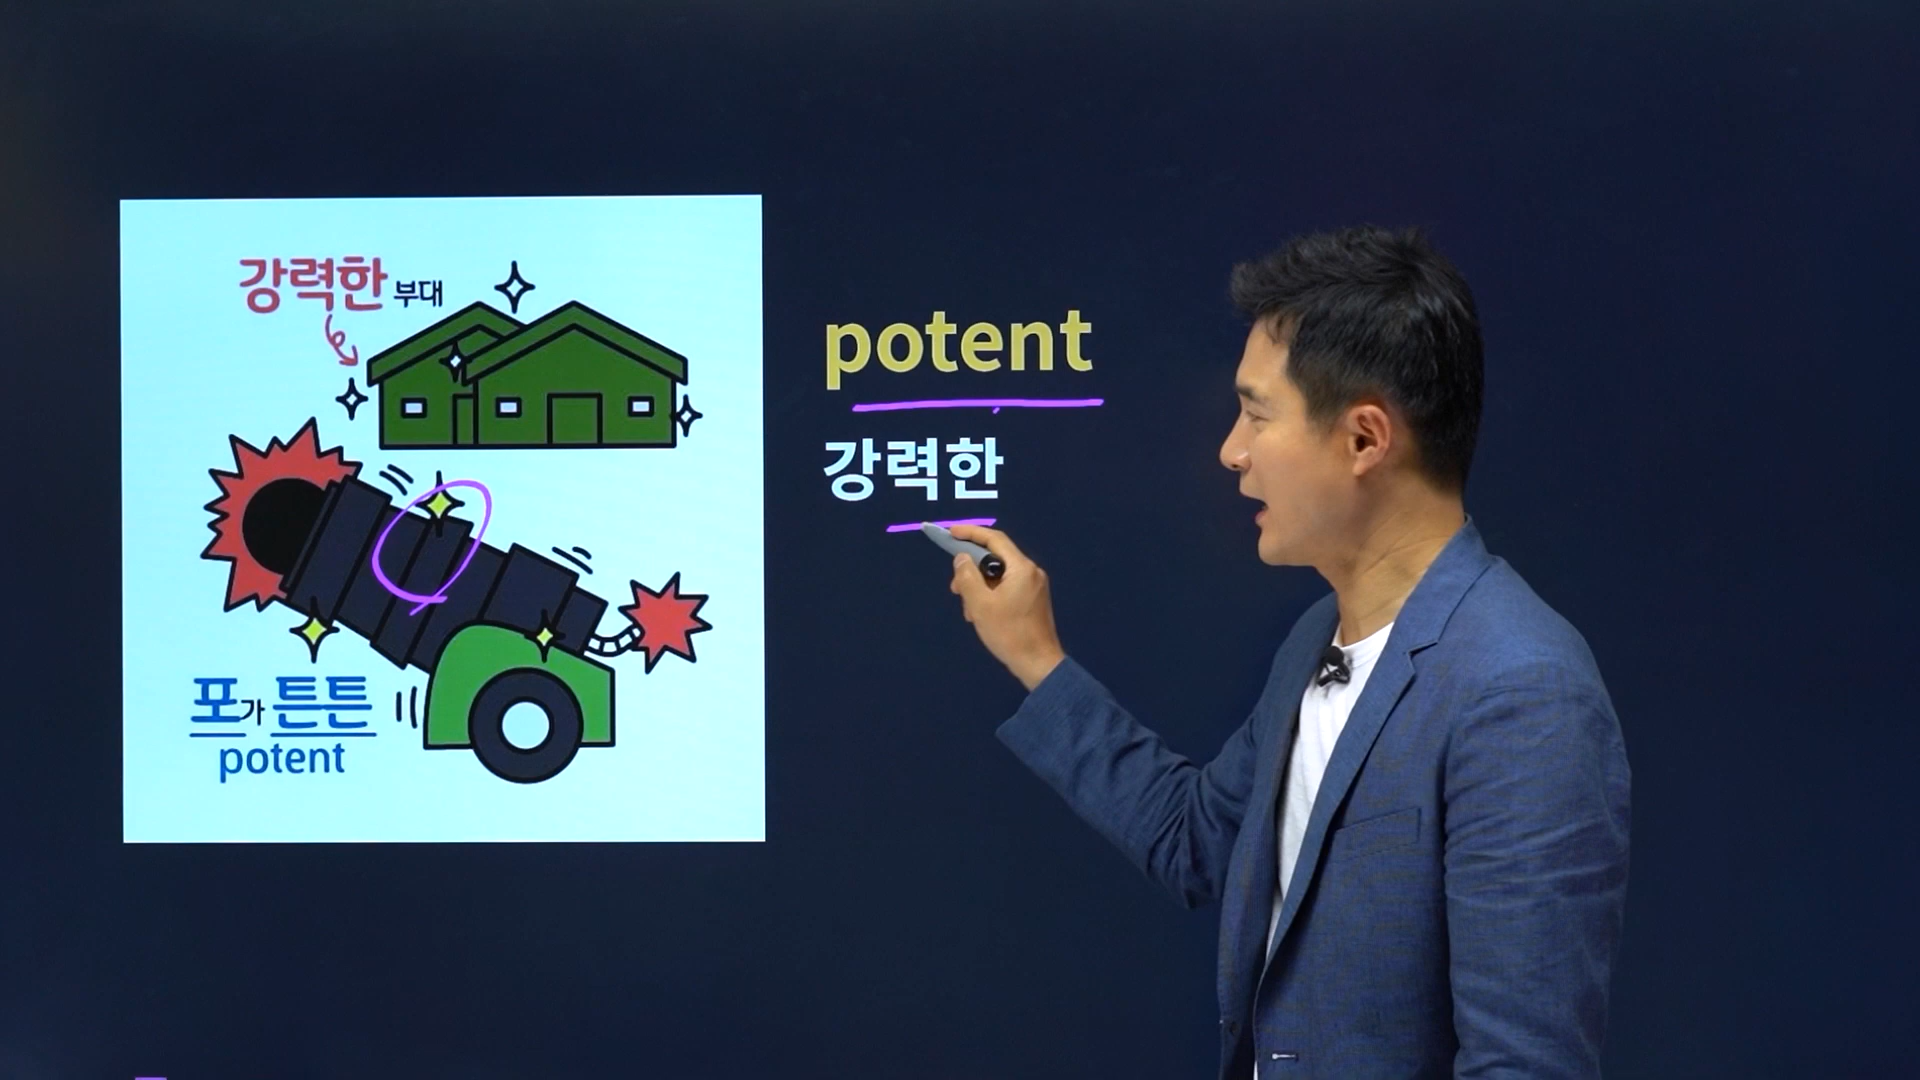 강력한 부대
포가 튼튼
potent
potent
강력한